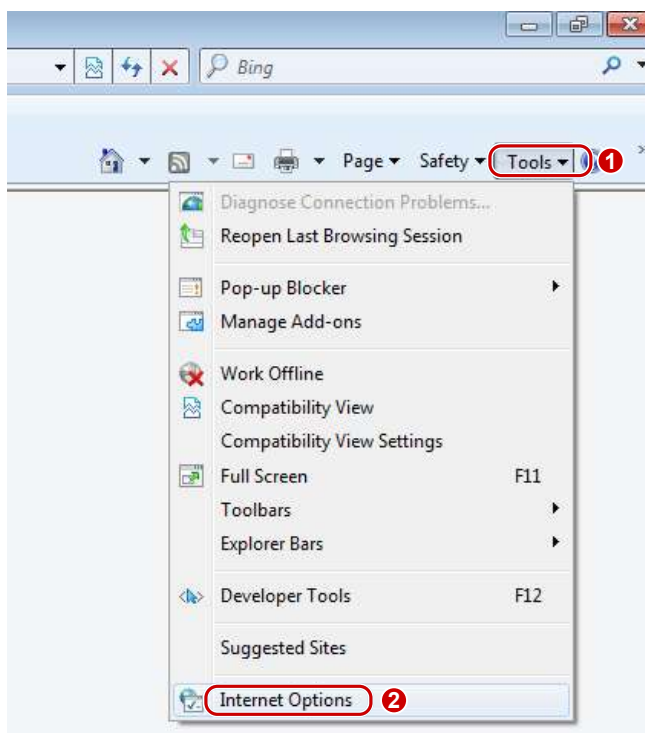 Bing
Page Safety Tools 1
Diagnose Connection Problems...
Reopen Last Browsing Session
Pop-up Blocker
Manage Add-ons
Work Offline
Compatibility View
Compatibility View Settings
Full Screen F11
Toolbars
Explorer Bars
Developer Tools F12
Suggested Sites
Internet Options 2